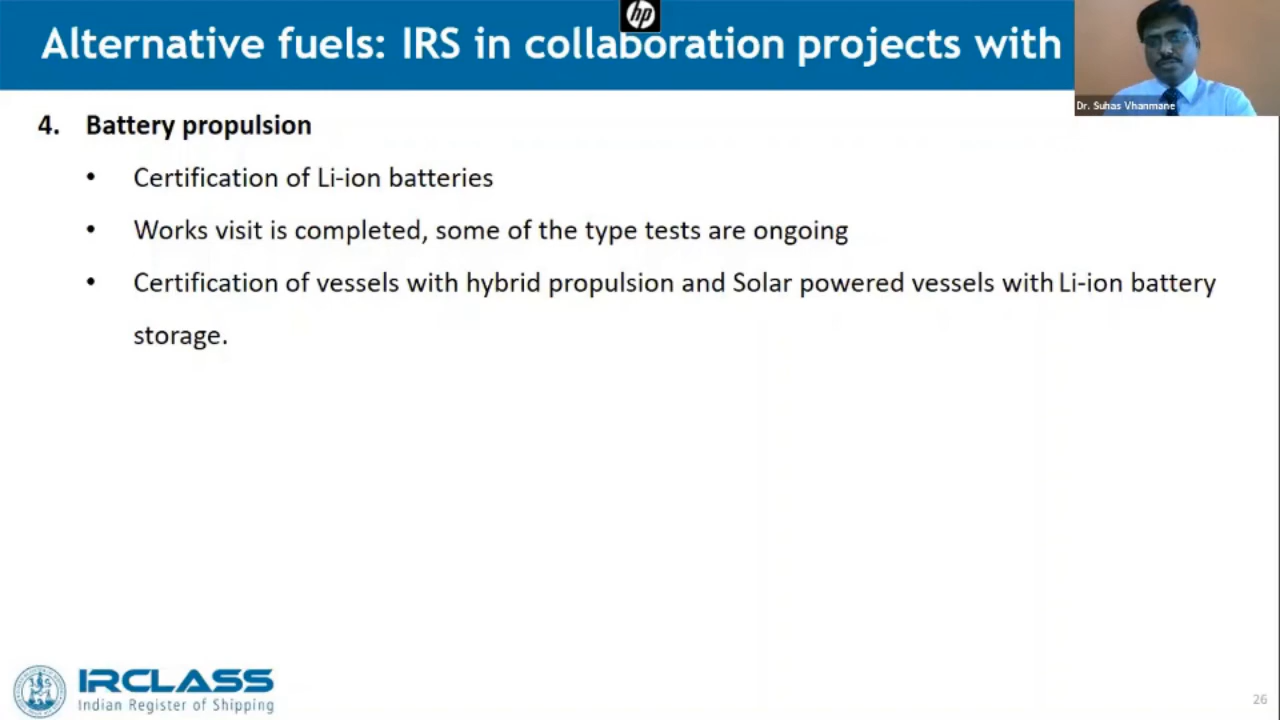 hp
Alternative fuels: IRS in collaboration projects with
Dr. Suhas Vhanmane
4. Battery propulsion
• Certification of Li-ion batteries
• Works visit is completed, some of the type tests are ongoing
• Certification of vessels with hybrid propulsion and Solar powered vessels with Li-ion battery
storage.
IRCLASS
Indian Register of Shipping
26